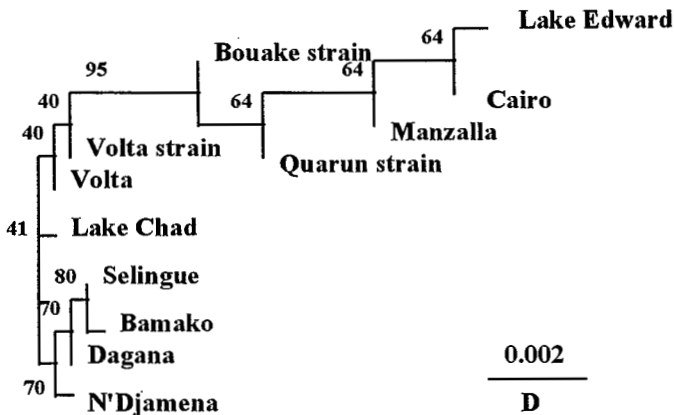 Lake Edward
64
Bouake strain
64
95
Cairo
40
64
Manzalla
40
Volta strain
Quarun strain
Volta
41
Lake Chad
80
Selingue
70
Bamako
Dagana
0.002
70
N'Djamena
D